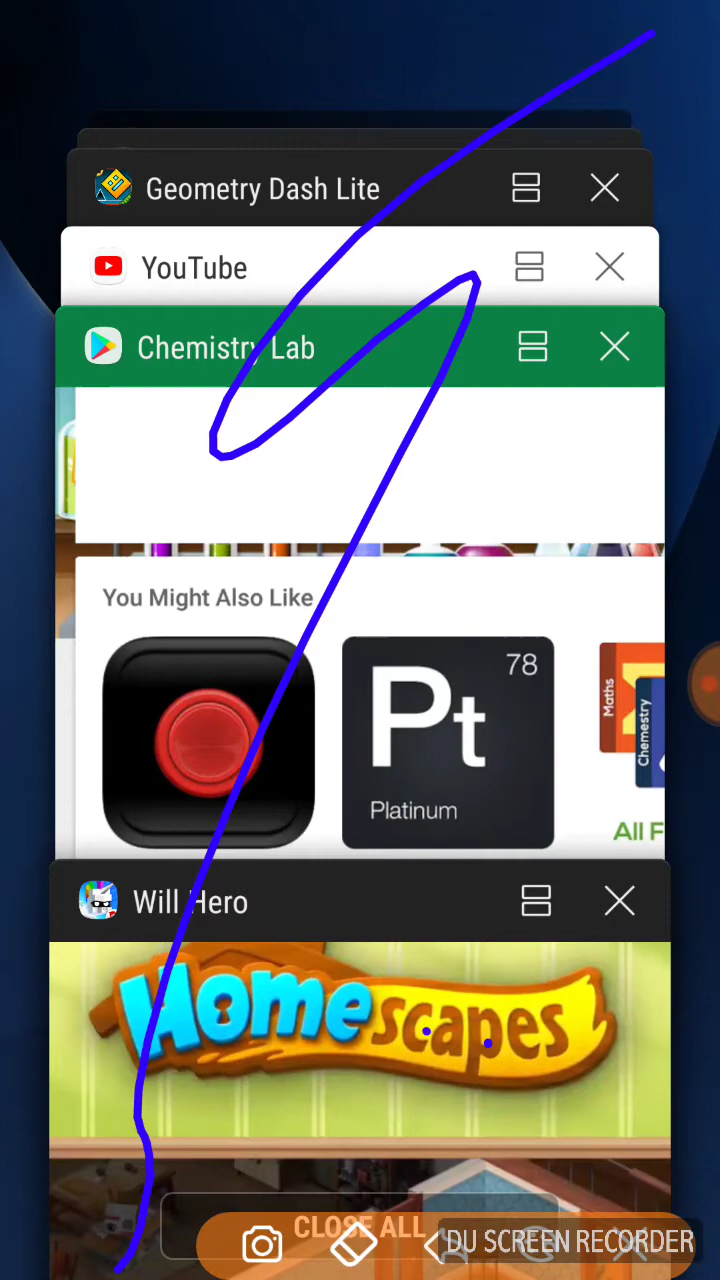 Geometry Dash Lite
YouTube
Chemistry Lab
You Might Also Like
78
Pt
Platinum
Maths
Chemestry
All F
Will Hero
Homescapes
CLOSE ALL
DU SCREEN RECORDER